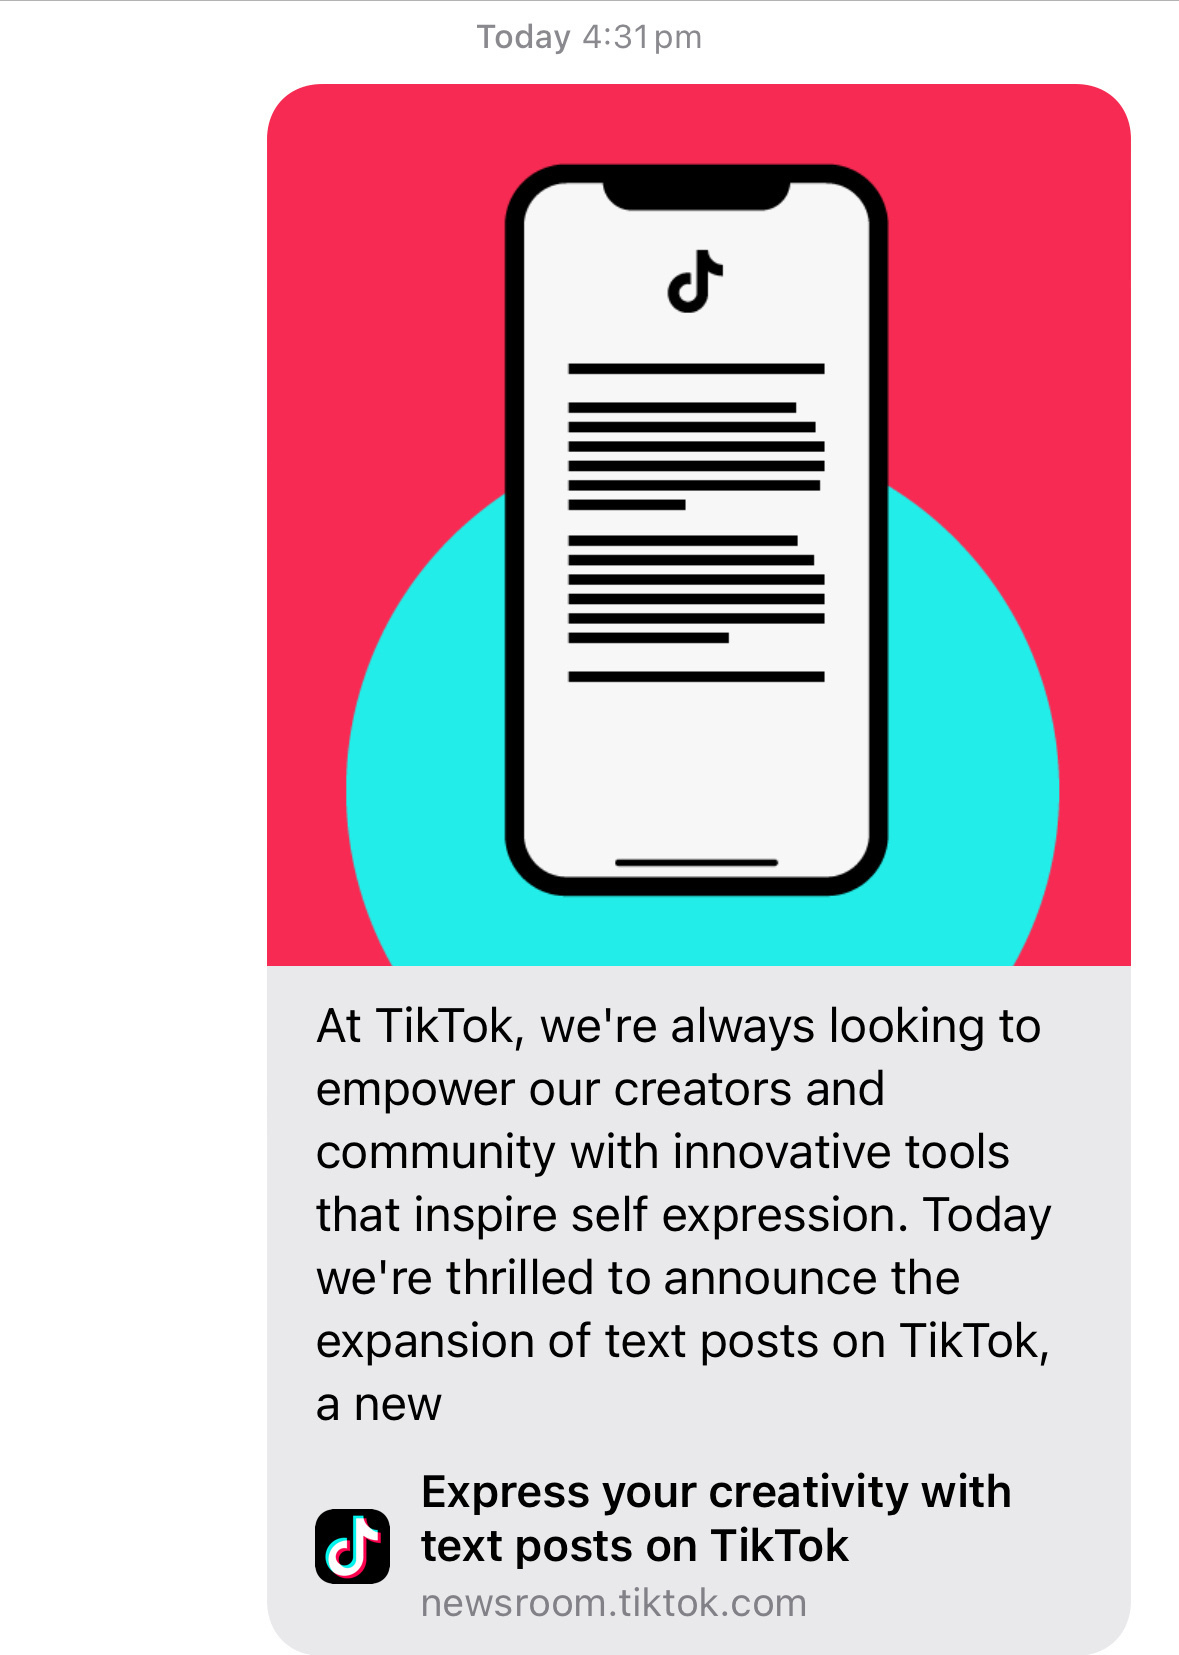 Today 4:31pm
At TikTok, we're always looking to
empower our creators and
community with innovative tools
that inspire self expression. Today
we're thrilled to announce the
expansion of text posts on TikTok,
a new
Express your creativity with
text posts on TikTok
newsroom.tiktok.com